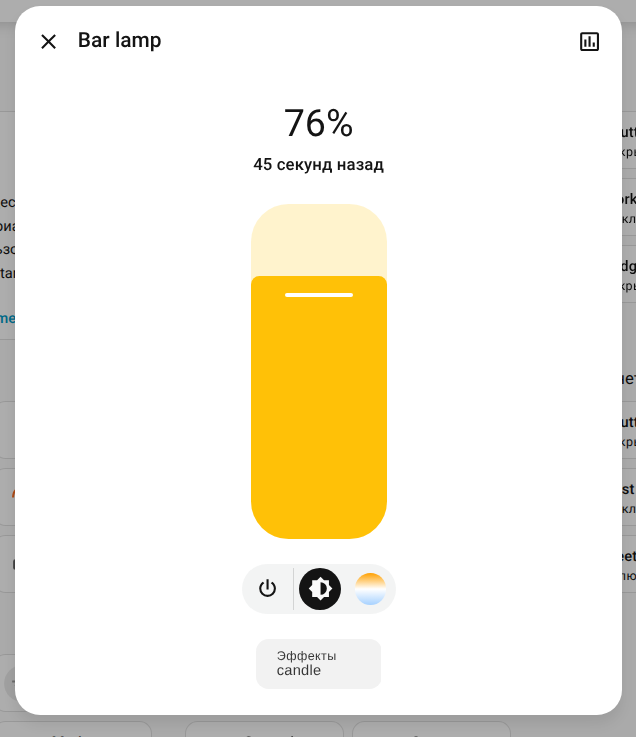 Bar lamp
76%
45 секунд назад
Эффекты
candle